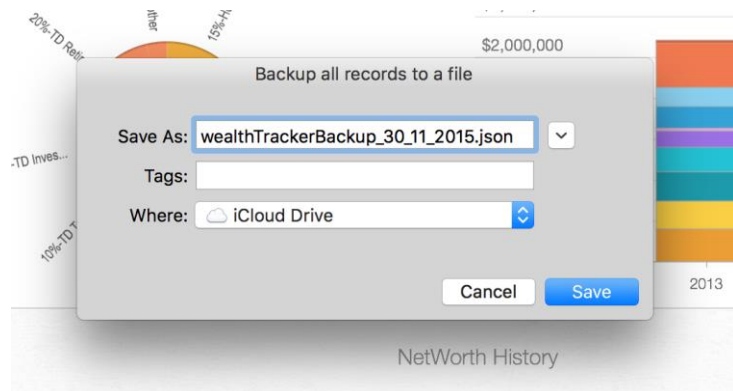 20%-TD Retir
ther
15%-H
$2,000,000
Backup all records to a file
Save As: wealthTrackerBackup_30_11_2015.json
-TD Inves...
Tags:
Where: iCloud Drive
10%-TD T
Cancel Save
2013
NetWorth History